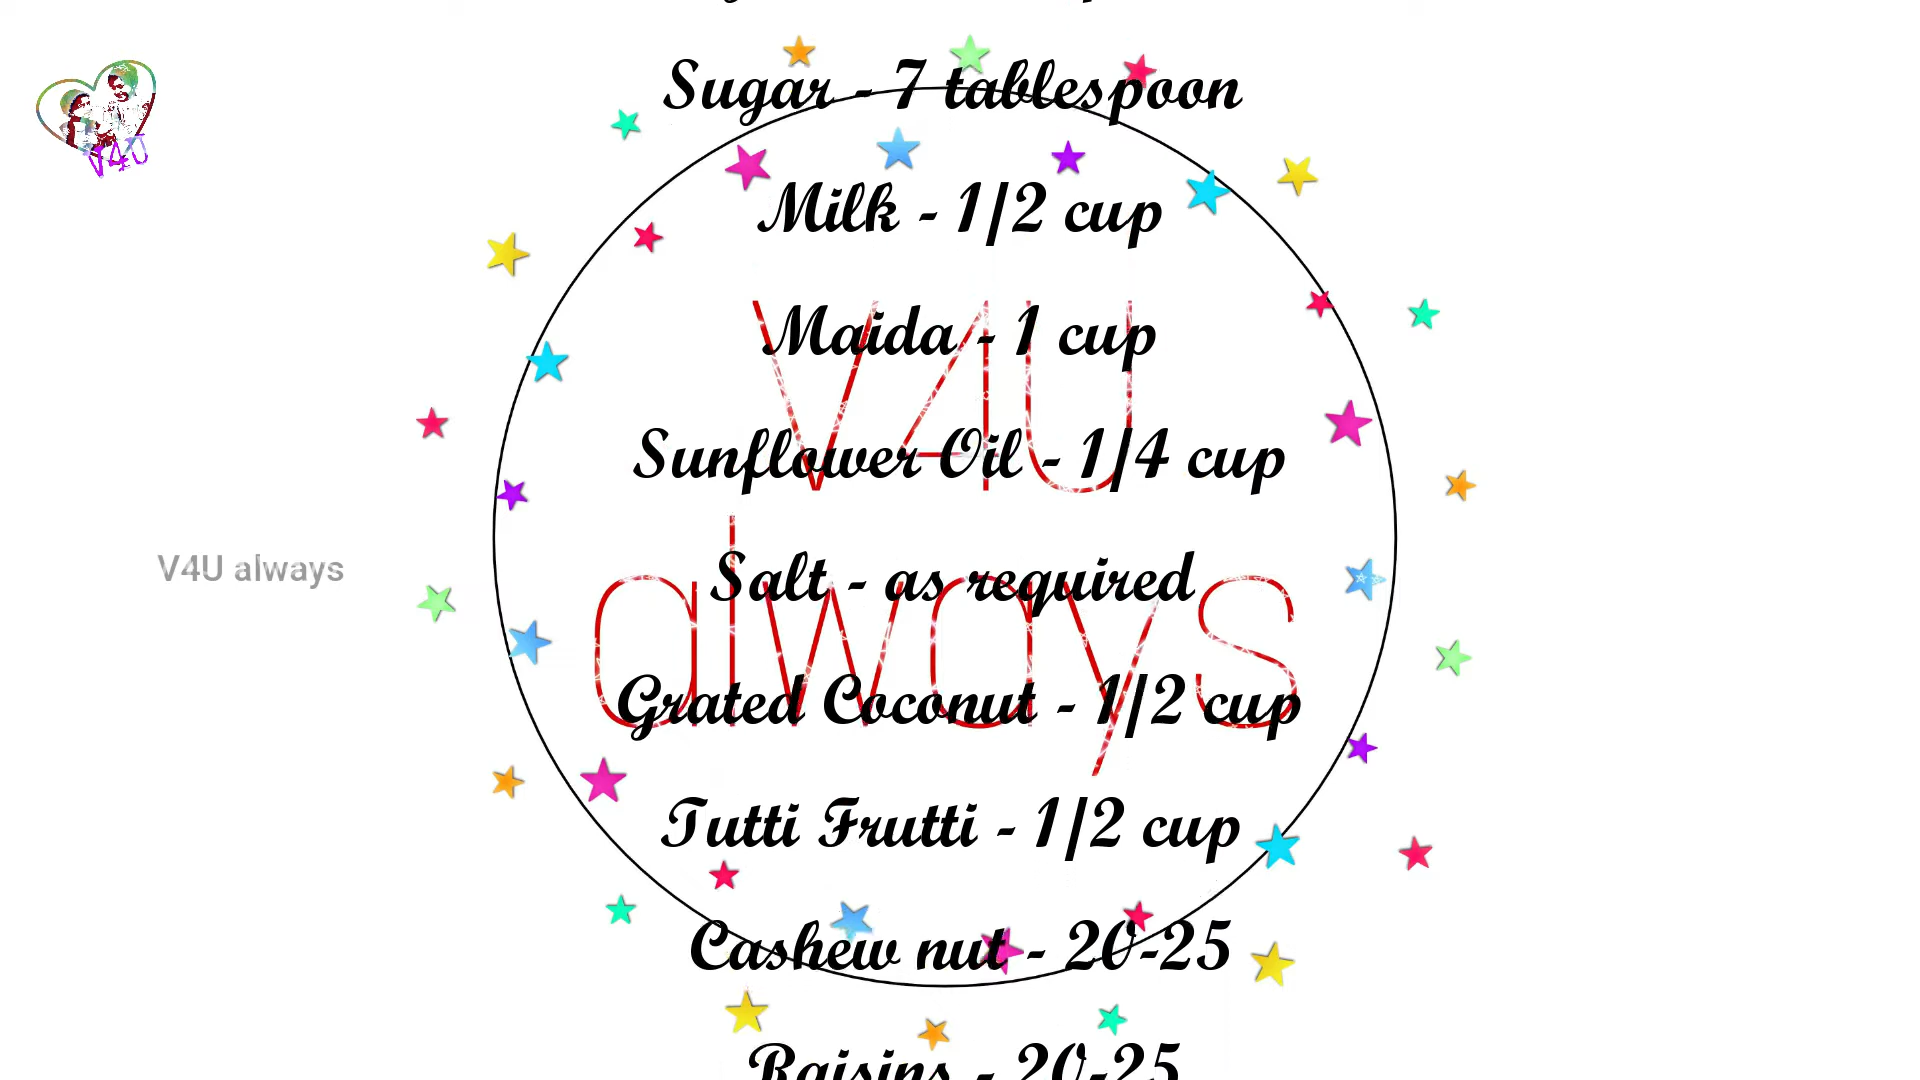 Sugar - 7 tablespoon
V4U
Milk - 1/2 cup
Maida - 1 cup
V4U
Sunflower Oil - 1/4 cup
V4U always
Salt - as required
always
Grated Coconut - 1/2 cup
Tutti Frutti - 1/2 cup
Cashew nut - 20-25
Raisins - 20-25